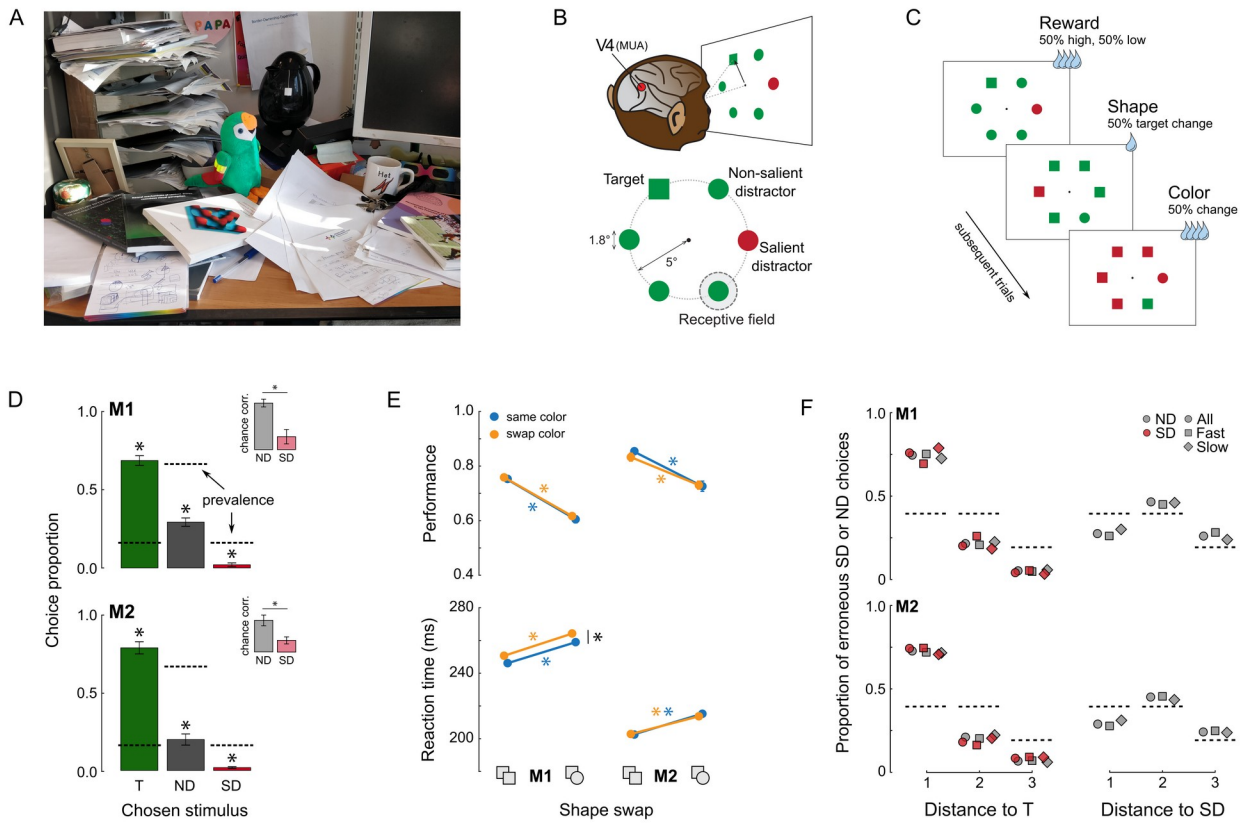 A
PAPA
Hot
B
V4 (MUA)
Target
Non-salient
distractor
1.8°
5°
Salient
distractor
Receptive field
C
Reward
50% high, 50% low
Shape
50% target change
Color
50% change
subsequent trials
D
M1
Choice proportion
1.0
0.5
0.0
*
*
*
prevalence
chance corr.
*
ND SD
M2
1.0
0.5
0.0
*
*
*
chance corr.
*
ND SD
T ND SD
Chosen stimulus
E
same color
swap color
Performance
1.0
0.8
0.6
0.4
*
*
*
*
Reaction time (ms)
280
240
200
*
*
*
**
M1 M2
Shape swap
F
Proportion of erroneous SD or ND choices
M1
1
0.5
0
ND All
SD Fast
Slow
M2
1
0.5
0
1 2 3
1 2 3
Distance to T
Distance to SD